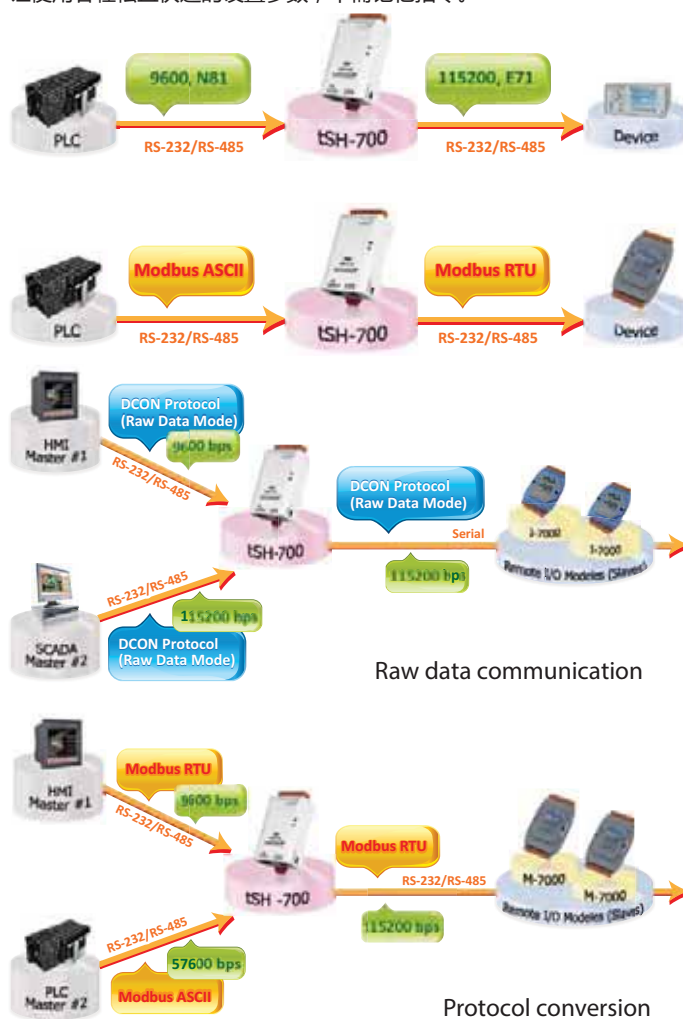 9600, N81
115200, E71
PLC
RS-232/RS-485
tSH-700
RS-232/RS-485
Device
Modbus ASCII
Modbus RTU
PLC
RS-232/RS-485
tSH-700
RS-232/RS-485
Device
HMI
Master #1
DCON Protocol
(Raw Data Mode)
9600 bps
RS-232/RS-485
tSH-700
DCON Protocol
(Raw Data Mode)
Serial
115200 bps
I-7000
I-7000
Remote I/O Modeles (Slaves)
SCADA
Master #2
RS-232/RS-485
115200 bps
DCON Protocol
(Raw Data Mode)
Raw data communication
HMI
Master #1
Modbus RTU
9600 bps
RS-232/RS-485
tSH -700
Modbus RTU
RS-232/RS-485
115200 bps
M-7000
M-7000
Remote I/O Modeles (Slaves)
PLC
Master #2
RS-232/RS-485
57600 bps
Modbus ASCII
Protocol conversion